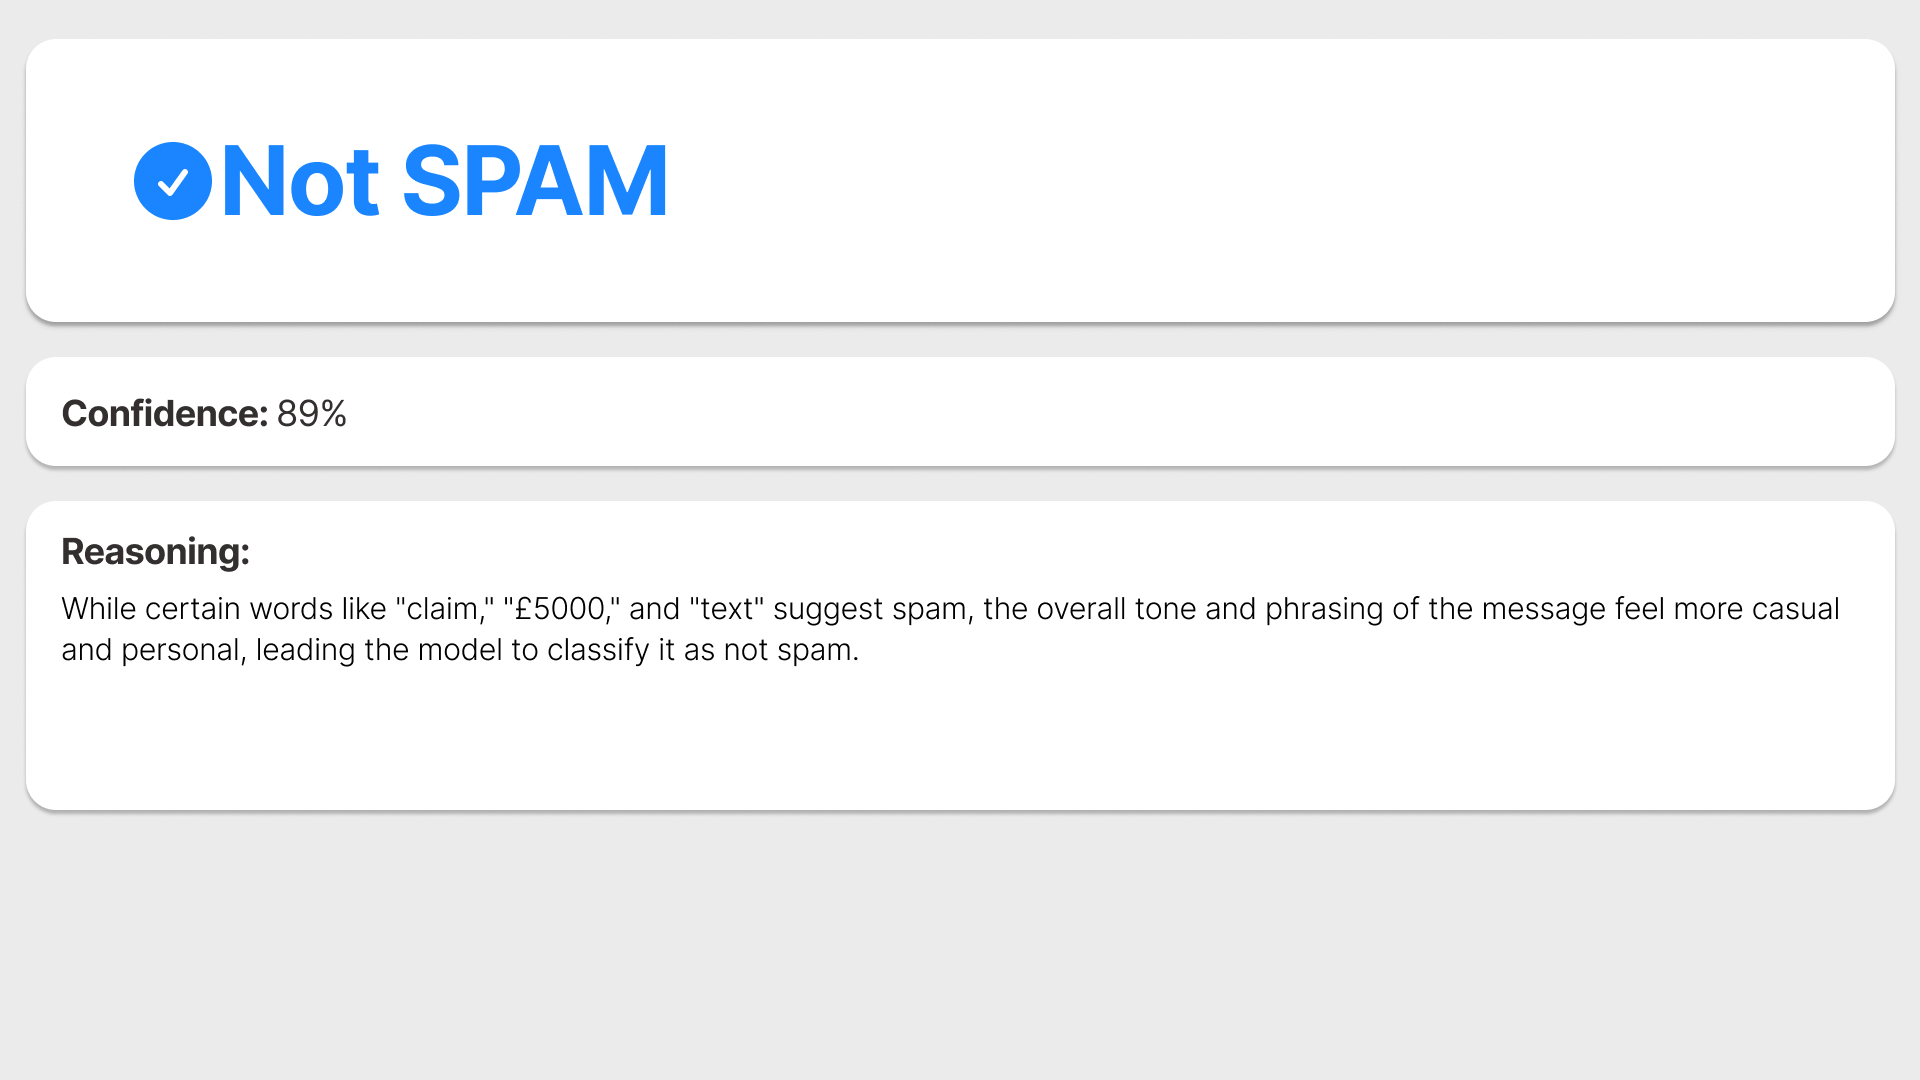 Not SPAM
Confidence: 89%
Reasoning:
While certain words like "claim," "£5000," and "text" suggest spam, the overall tone and phrasing of the message feel more casual
and personal, leading the model to classify it as not spam.